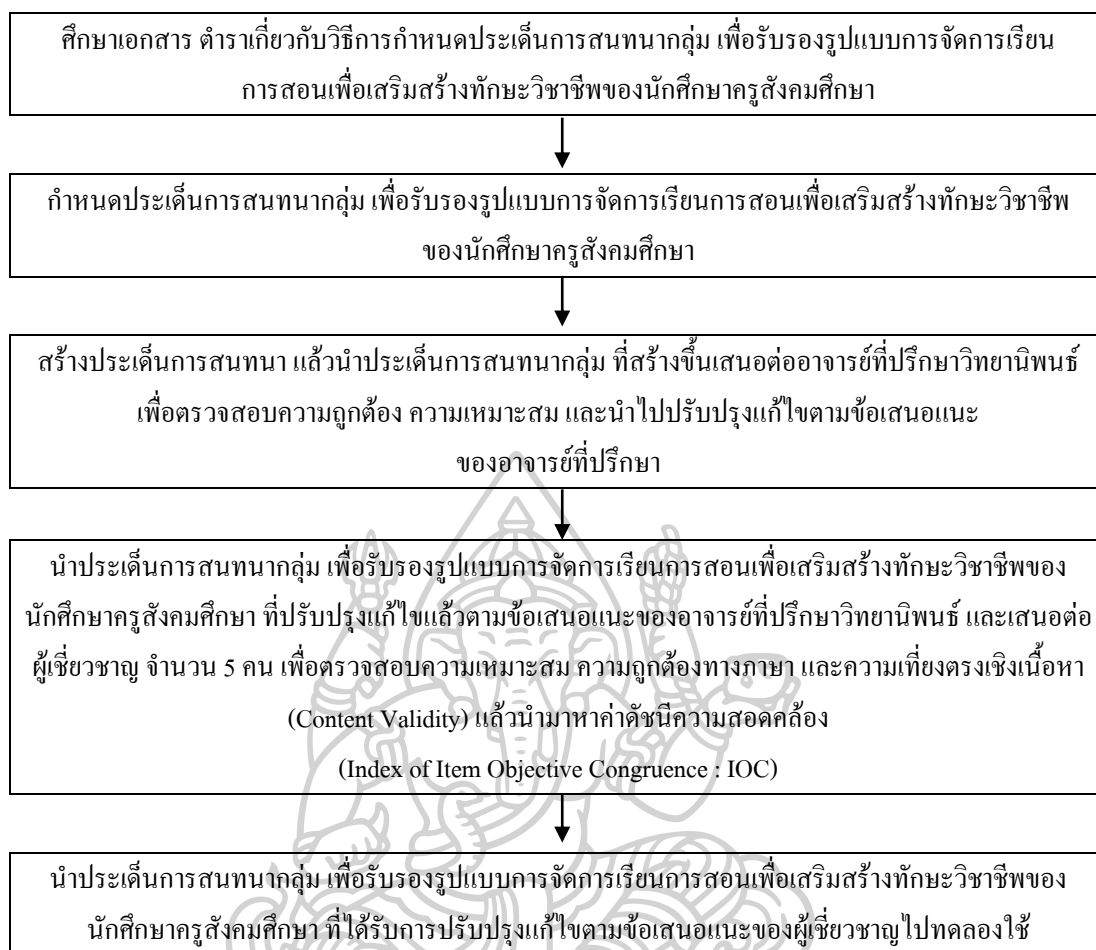 ศึกษาเอกสาร ตำราเกี่ยวกับวิธีการกำหนดประเด็นการสนทนากลุ่ม เพื่อรับรองรูปแบบการจัดการเรียน
การสอนเพื่อเสริมสร้างทักษะวิชาชีพของนักศึกษาครูสังคมศึกษา
กำหนดประเด็นการสนทนากลุ่ม เพื่อรับรองรูปแบบการจัดการเรียนการสอนเพื่อเสริมสร้างทักษะวิชาชีพ
ของนักศึกษาครูสังคมศึกษา
สร้างประเด็นการสนทนา แล้วนำประเด็นการสนทนากลุ่ม ที่สร้างขึ้นเสนอต่ออาจารย์ที่ปรึกษาวิทยานิพนธ์
เพื่อตรวจสอบความถูกต้อง ความเหมาะสม และนำไปปรับปรุงแก้ไขตามข้อเสนอแนะ
ของอาจารย์ที่ปรึกษา
นำประเด็นการสนทนากลุ่ม เพื่อรับรองรูปแบบการจัดการเรียนการสอนเพื่อเสริมสร้างทักษะวิชาชีพของ
นักศึกษาครูสังคมศึกษา ที่ปรับปรุงแก้ไขแล้วตามข้อเสนอแนะของอาจารย์ที่ปรึกษาวิทยานิพนธ์ และเสนอต่อ
ผู้เชี่ยวชาญ จำนวน 5 คน เพื่อตรวจสอบความเหมาะสม ความถูกต้องทางภาษา และความเที่ยงตรงเชิงเนื้อหา
(Content Validity) แล้วนำมาหาค่าดัชนีความสอดคล้อง
(Index of Item Objective Congruence : IOC)
นำประเด็นการสนทนากลุ่ม เพื่อรับรองรูปแบบการจัดการเรียนการสอนเพื่อเสริมสร้างทักษะวิชาชีพของ
นักศึกษาครูสังคมศึกษา ที่ได้รับการปรับปรุงแก้ไขตามข้อเสนอแนะของผู้เชี่ยวชาญไปทดลองใช้